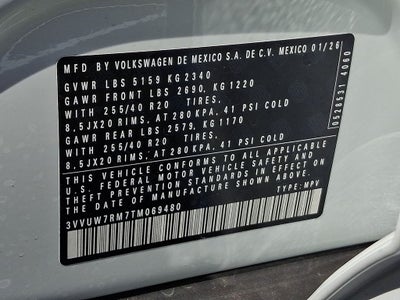 MFD BY VOLKSWAGEN DE MEXICO S.A. DE C.V. MEXICO 01/26
GVWR LBS 5159 KG 2340
GAWR FRONT LBS 2690, KG 1220
WITH 255/40 R20 TIRES,
8.5JX20 RIMS, AT 280 KPA, 41 PSI COLD
GAWR REAR LBS 2579, KG 1170
WITH 255/40 R20 TIRES,
8.5JX20 RIMS, AT 280 KPA, 41 PSI COLD
THIS VEHICLE CONFORMS TO ALL APPLICABLE
U.S. FEDERAL MOTOR VEHICLE SAFETY AND
THEFT PREVENTION STANDARDS IN EFFECT ON
THE DATE OF MANUFACTURE SHOWN ABOVE.
3VVUW7RM7TM069480 TYPE: MPV
0528531 4060